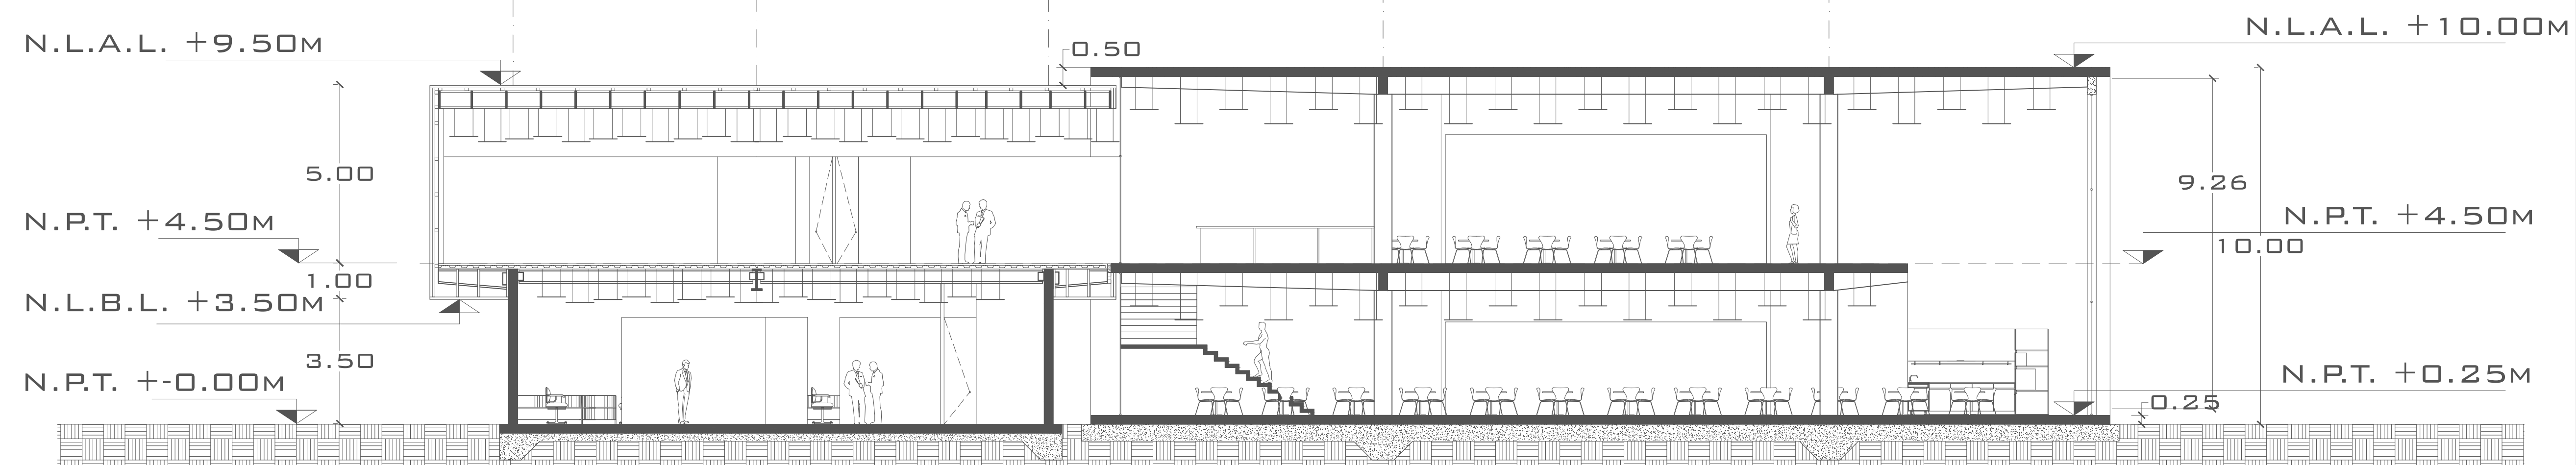 N.L.A.L. +9.50M
0.50
N.L.A.L. +10.00M
5.00
9.26
N.P.T. +4.50M
N.P.T. +4.50M
10.00
1.00
N.L.B.L. +3.50M
3.50
N.P.T. +-0.00M
N.P.T. +0.25M
0.25